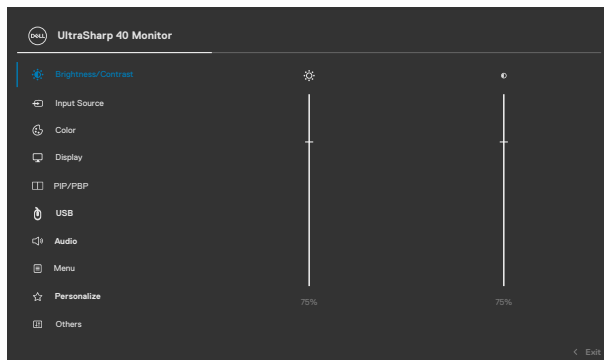 DELL UltraSharp 40 Monitor
Brightness/Contrast
Input Source
Color
Display
PIP/PBP
USB
Audio
Menu
Personalize
Others
75% 75%
Exit